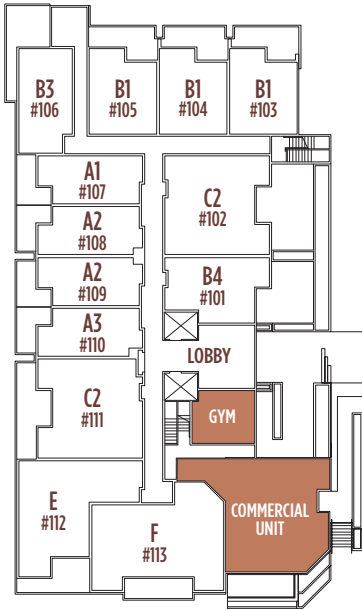 B3
#106
B1
#105
B1
#104
B1
#103
A1
#107
C2
#102
A2
#108
A2
#109
B4
#101
A3
#110
LOBBY
C2
#111
GYM
E
#112
F
#113
COMMERCIAL
UNIT